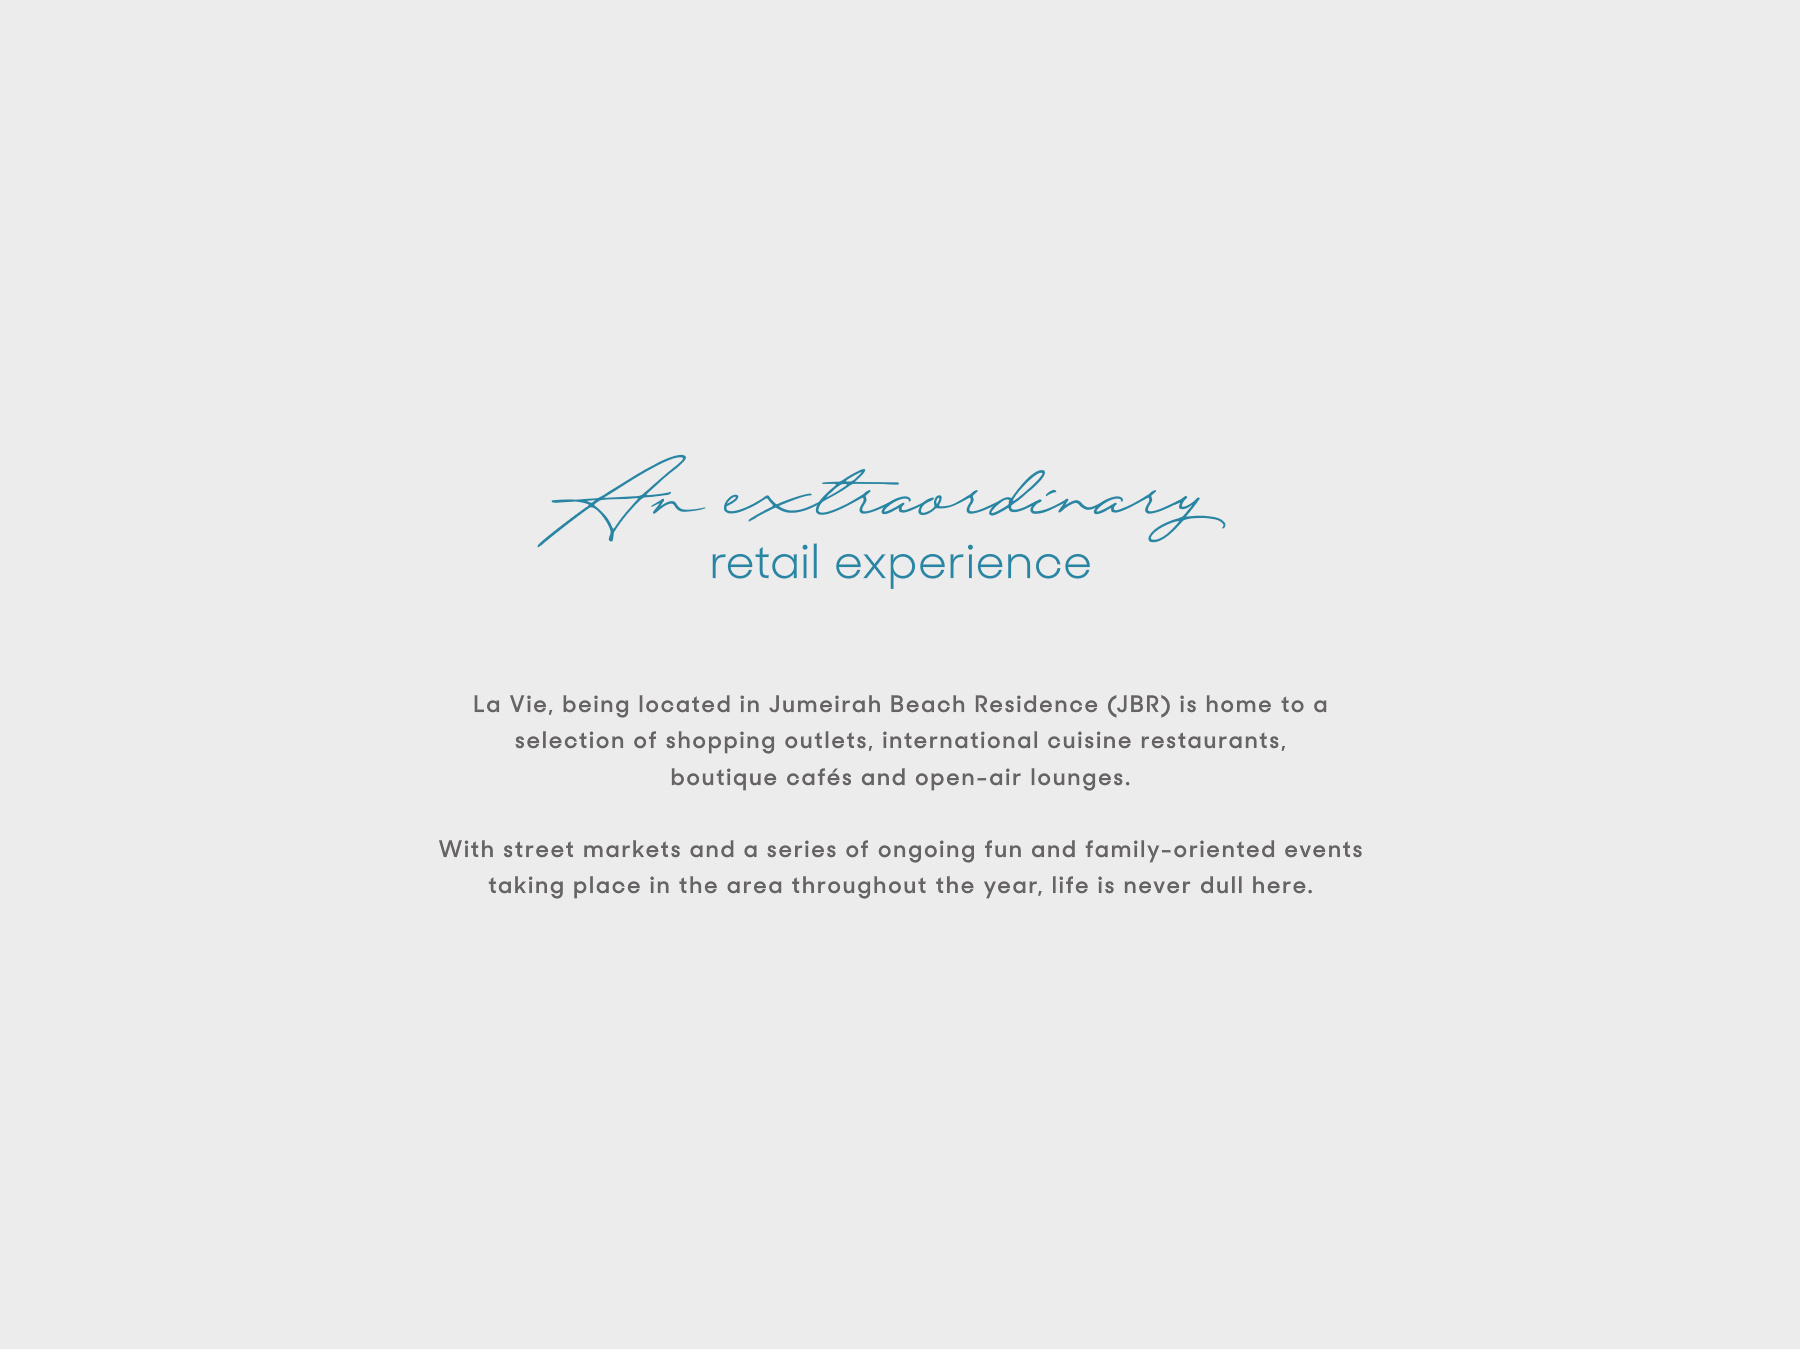 An extraordinary
retail experience
La Vie, being located in Jumeirah Beach Residence (JBR) is home to a
selection of shopping outlets, international cuisine restaurants,
boutique cafés and open-air lounges.
With street markets and a series of ongoing fun and family-oriented events
taking place in the area throughout the year, life is never dull here.